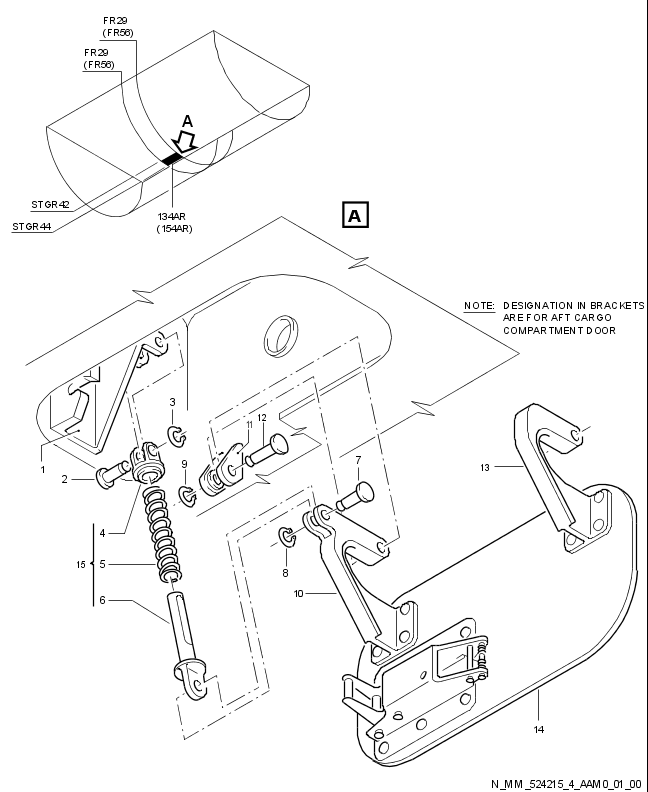 FR29
(FR56)
FR29
(FR56)
A
STGR42
134AR
(154AR)
STGR44
A
NOTE: DESIGNATION IN BRACKETS
ARE FOR AFT CARGO
COMPARTMENT DOOR
3
11
12
1
2
9
7
13
4
15
5
8
6
10
14
N_MM_524215_4_AAM0_01_00